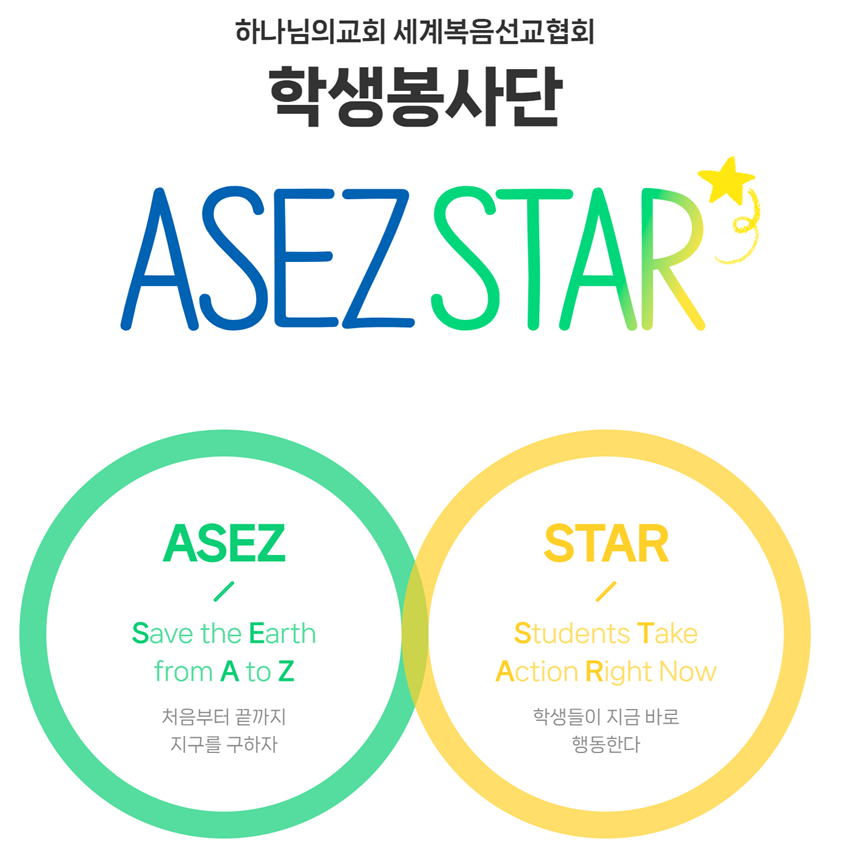 하나님의교회 세계복음선교협회
학생봉사단
ASEZ STAR
ASEZ
Save the Earth
from A to Z
처음부터 끝까지
지구를 구하자
STAR
Students Take
Action Right Now
학생들이 지금 바로
행동한다